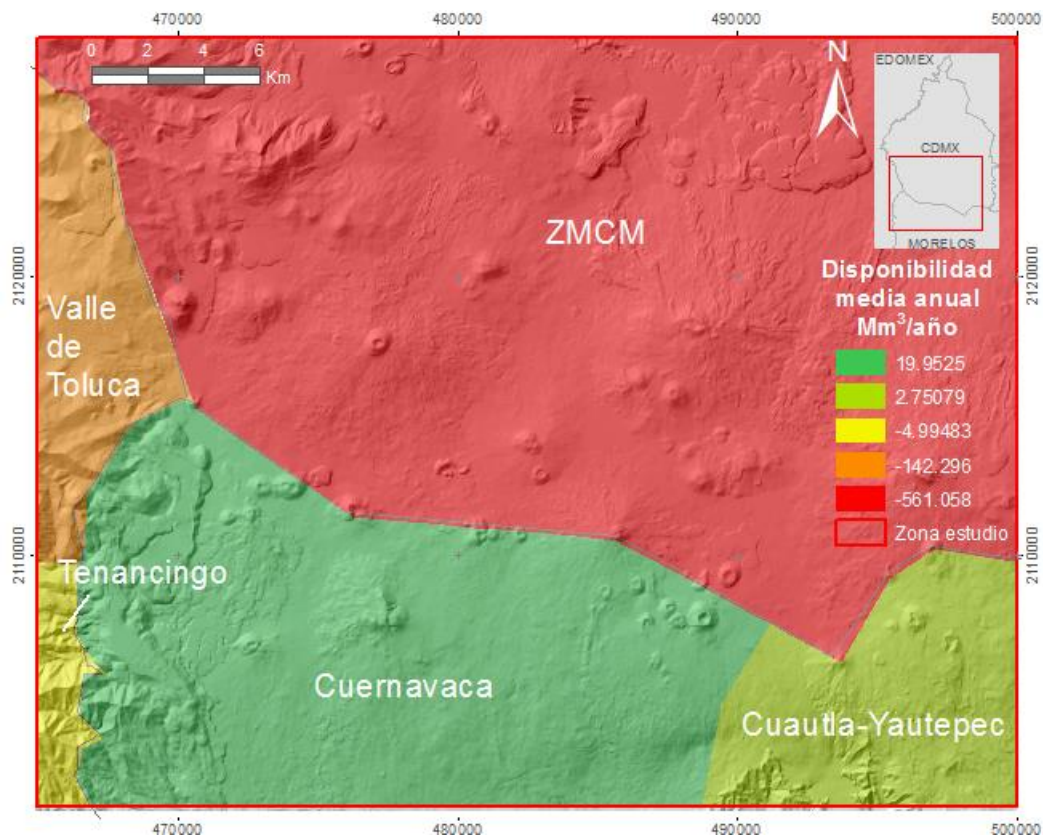 470000 480000 490000 500000
0 2 4 6
Km
N
EDOMEX
CDMX
MORELOS
ZMCM
2120000
2120000
Valle
de
Toluca
Disponibilidad
media anual
Mm³/año
19.9525
2.75079
-4.99483
-142.296
-561.058
Zona estudio
2110000
2110000
Tenancingo
Cuernavaca
Cuautla-Yautepec
470000 480000 490000 500000